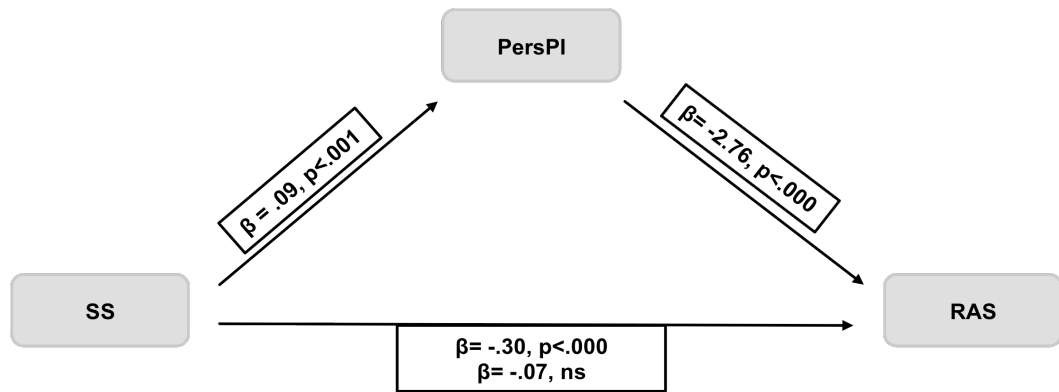 PersPI
β = .09, p<.001
β= -2.76, p<.000
SS
RAS
β= -.30, p<.000
β= -.07, ns